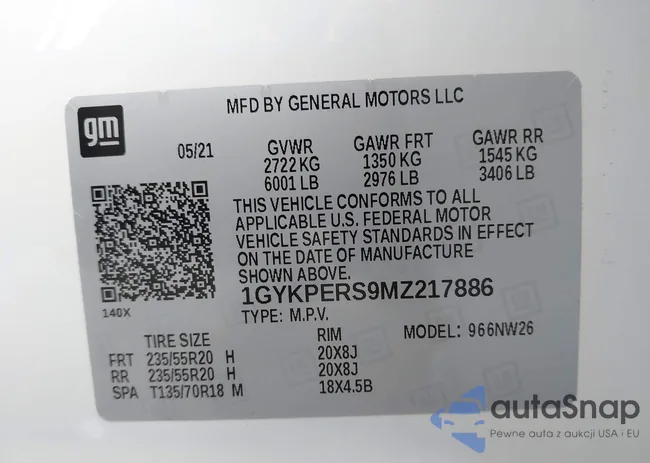 gm
MFD BY GENERAL MOTORS LLC
05/21 GVWR GAWR FRT GAWR RR
2722 KG 1350 KG 1545 KG
6001 LB 2976 LB 3406 LB
THIS VEHICLE CONFORMS TO ALL
APPLICABLE U.S. FEDERAL MOTOR
VEHICLE SAFETY STANDARDS IN EFFECT
ON THE DATE OF MANUFACTURE
SHOWN ABOVE.
1GYKPERS9MZ217886
140X
TYPE: M.P.V.
TIRE SIZE RIM MODEL: 966NW26
FRT 235/55R20 H 20X8J
RR 235/55R20 H 20X8J
SPA T135/70R18 M 18X4.5B
autaSnap
Pewne auta z aukcji USA i EU